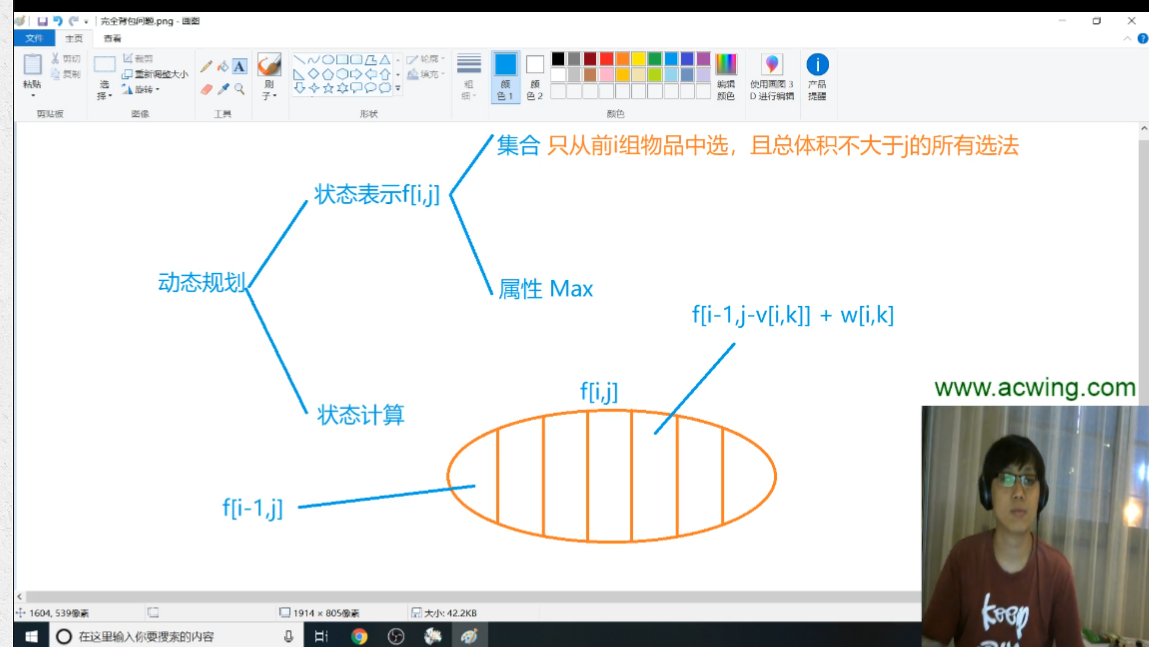 完全背包问题.png - 画图
文件 主页 查看
粘贴
剪切
复制
剪贴板
选择
裁剪
重新调整大小
旋转
图像
A
工具
刷子
轮廓
填充
形状
粗细
颜色 1
颜色 2
编辑颜色
颜色
使用画图 3D 进行编辑
产品提醒
集合 只从前i组物品中选，且总体积不大于j的所有选法
状态表示f[i,j]
动态规划
属性 Max
f[i-1,j-v[i,k]] + w[i,k]
f[i,j]
www.acwing.com
状态计算
f[i-1,j]
keep
1604, 539像素
1914 × 805像素
大小: 42.2KB
在这里输入你要搜索的内容